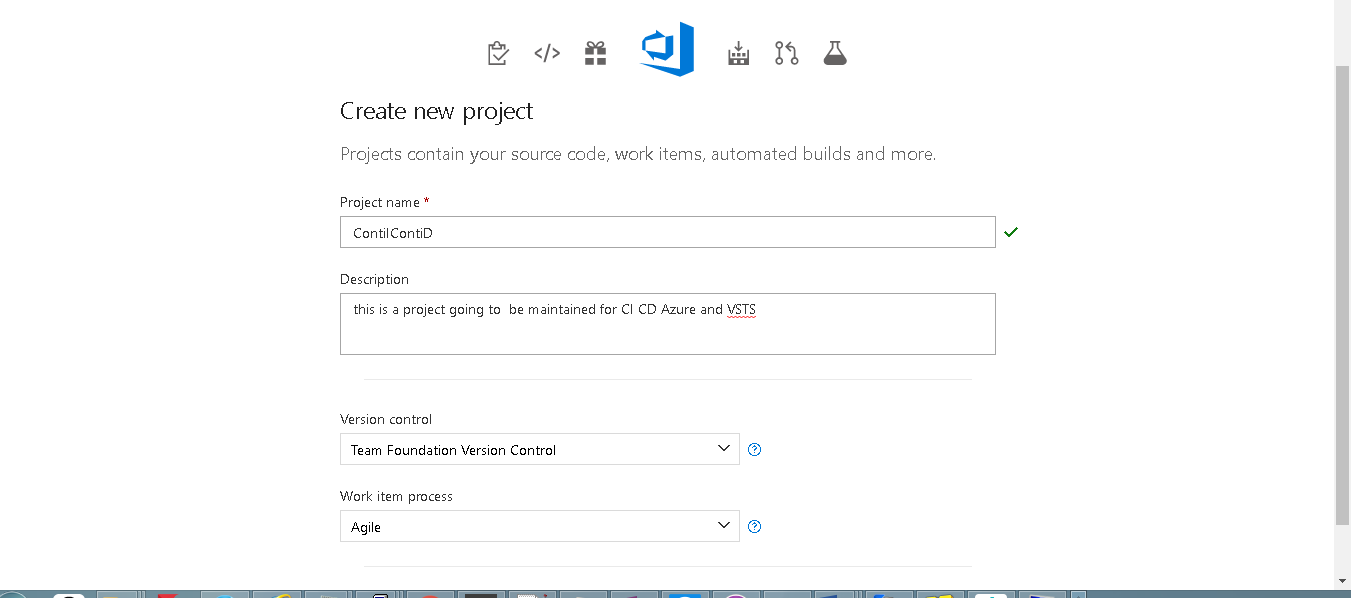 Create new project
Projects contain your source code, work items, automated builds and more.
Project name *
ContiIContiD
Description
this is a project going to  be maintained for CI CD Azure and VSTS
Version control
Team Foundation Version Control
Work item process
Agile